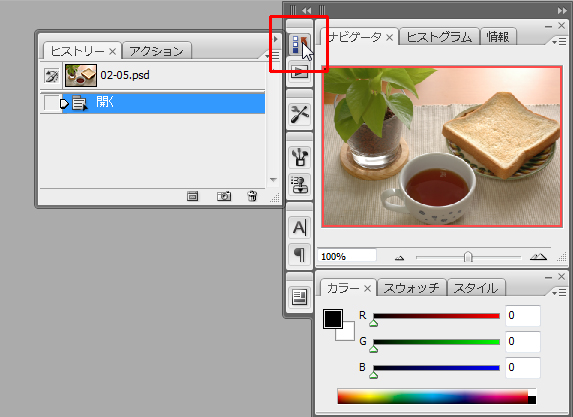 ヒストリー × アクション
02-05.psd
開く
ナビゲータ × ヒストグラム 情報
100%
A
カラー × スウォッチ スタイル
R 0
G 0
B 0